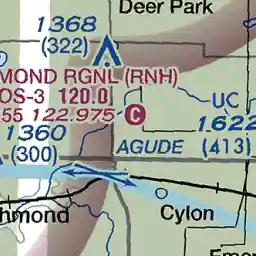 Deer Park
1368
(322)
MOND RGNL (RNH)
OS-3 120.0
55 122.975 C
UC
1622
1360
AGUDE (413)
(300)
hmond
Cylon